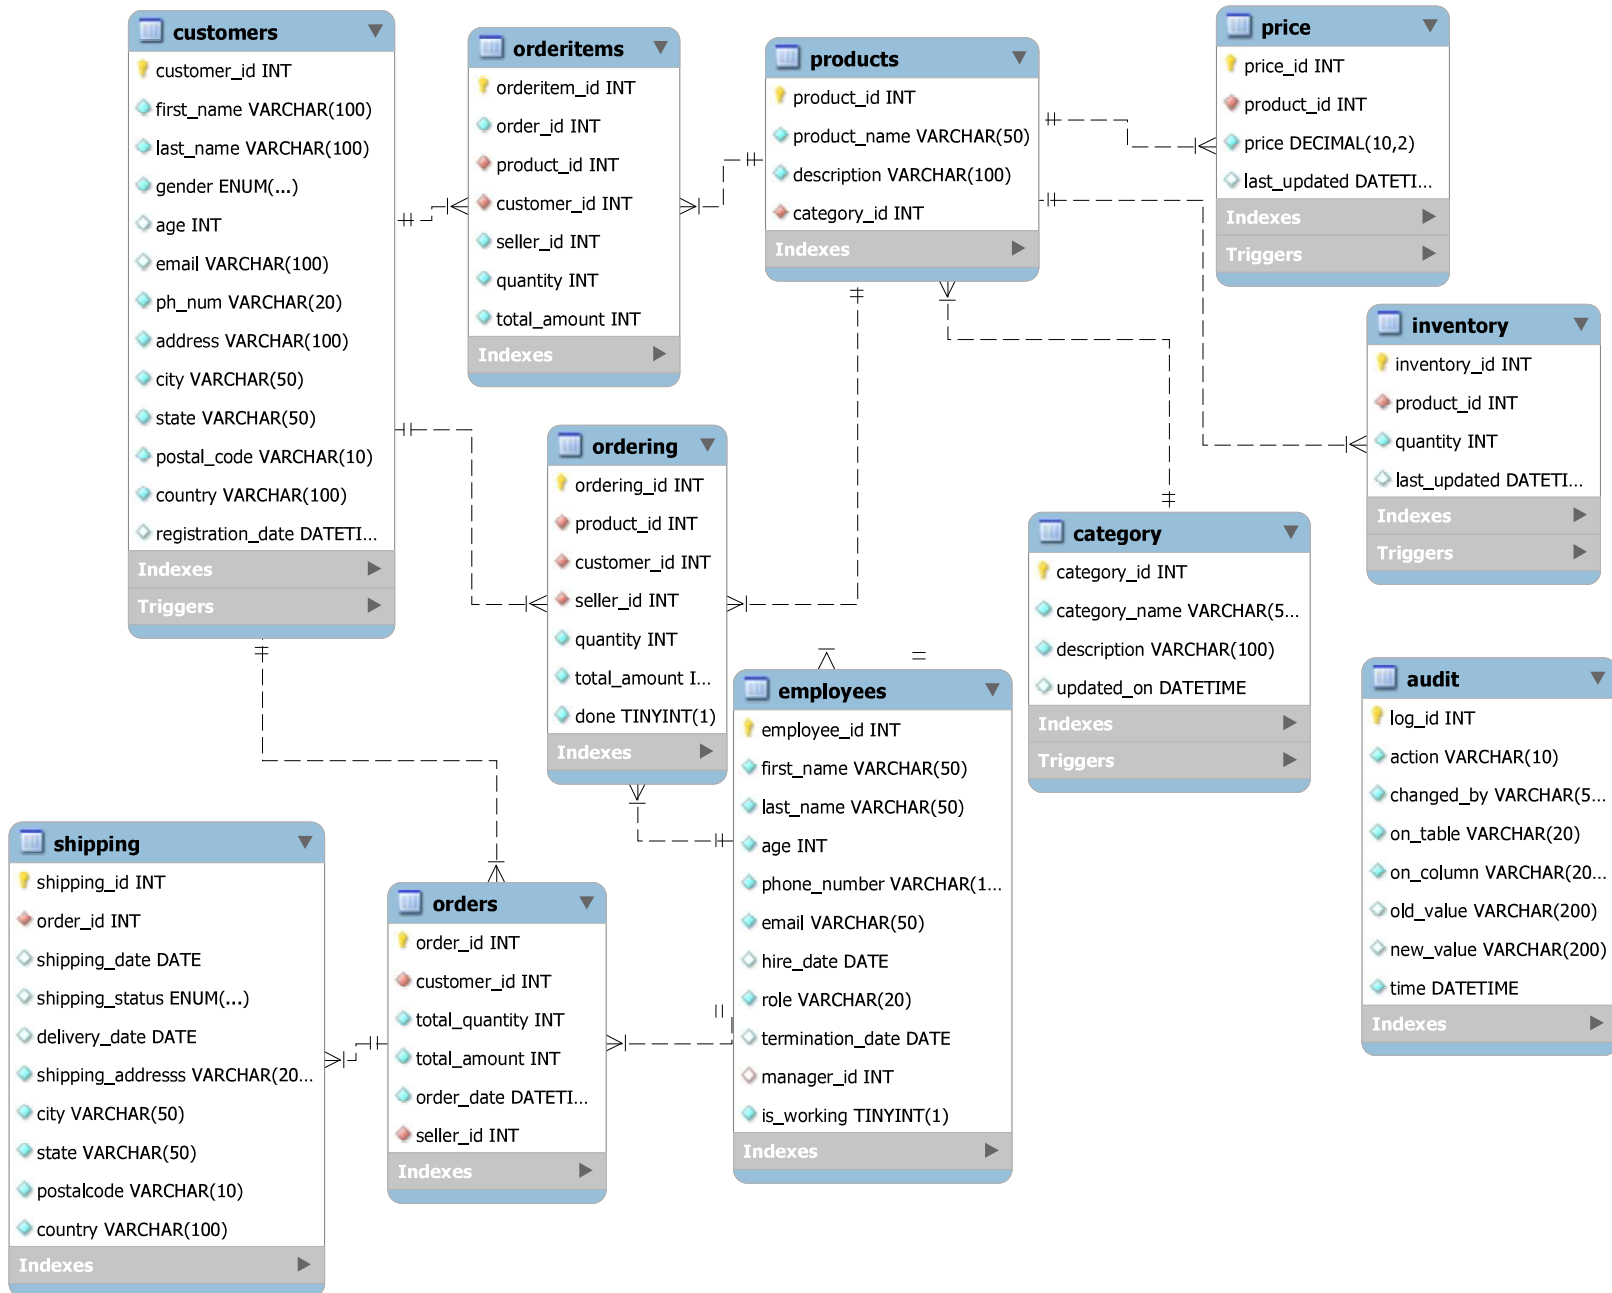 customers
customer_id INT
first_name VARCHAR(100)
last_name VARCHAR(100)
gender ENUM(...)
age INT
email VARCHAR(100)
ph_num VARCHAR(20)
address VARCHAR(100)
city VARCHAR(50)
state VARCHAR(50)
postal_code VARCHAR(10)
country VARCHAR(100)
registration_date DATETI...
Indexes
Triggers
orderitems
orderitem_id INT
order_id INT
product_id INT
customer_id INT
seller_id INT
quantity INT
total_amount INT
Indexes
products
product_id INT
product_name VARCHAR(50)
description VARCHAR(100)
category_id INT
Indexes
price
price_id INT
product_id INT
price DECIMAL(10,2)
last_updated DATETI...
Indexes
Triggers
inventory
inventory_id INT
product_id INT
quantity INT
last_updated DATETI...
Indexes
Triggers
ordering
ordering_id INT
product_id INT
customer_id INT
seller_id INT
quantity INT
total_amount I...
done TINYINT(1)
Indexes
category
category_id INT
category_name VARCHAR(5...
description VARCHAR(100)
updated_on DATETIME
Indexes
Triggers
employees
employee_id INT
first_name VARCHAR(50)
last_name VARCHAR(50)
age INT
phone_number VARCHAR(1...
email VARCHAR(50)
hire_date DATE
role VARCHAR(20)
termination_date DATE
manager_id INT
is_working TINYINT(1)
Indexes
audit
log_id INT
action VARCHAR(10)
changed_by VARCHAR(5...
on_table VARCHAR(20)
on_column VARCHAR(20...
old_value VARCHAR(200)
new_value VARCHAR(200)
time DATETIME
Indexes
shipping
shipping_id INT
order_id INT
shipping_date DATE
shipping_status ENUM(...)
delivery_date DATE
shipping_addresss VARCHAR(20...
city VARCHAR(50)
state VARCHAR(50)
postalcode VARCHAR(10)
country VARCHAR(100)
Indexes
orders
order_id INT
customer_id INT
total_quantity INT
total_amount INT
order_date DATETI...
seller_id INT
Indexes